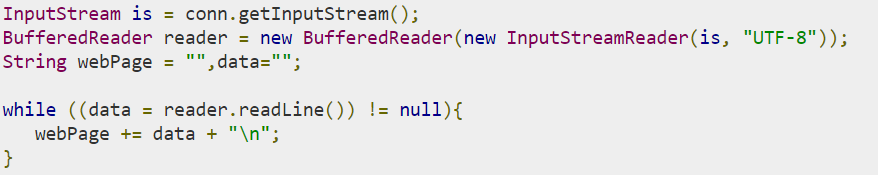 InputStream is = conn.getInputStream();
BufferedReader reader = new BufferedReader(new InputStreamReader(is, "UTF-8"));
String webPage = "",data="";
while ((data = reader.readLine()) != null){
webPage += data + "\n";
}